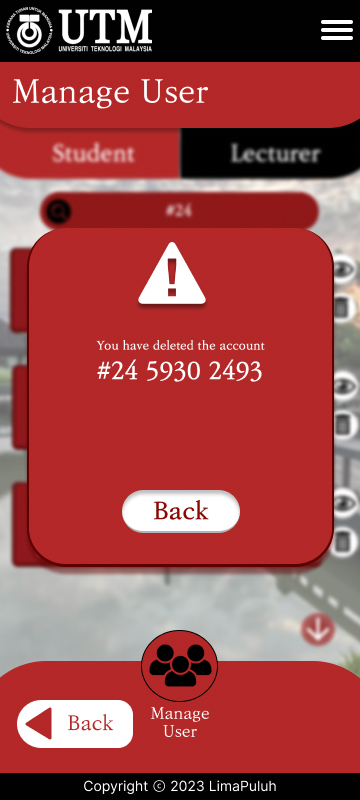 UTM
UNIVERSITI TEKNOLOGI MALAYSIA
Manage User
Student
Lecturer
#24
You have deleted the account
#24 5930 2493
Back
Back
Manage
User
Copyright © 2023 LimaPuluh